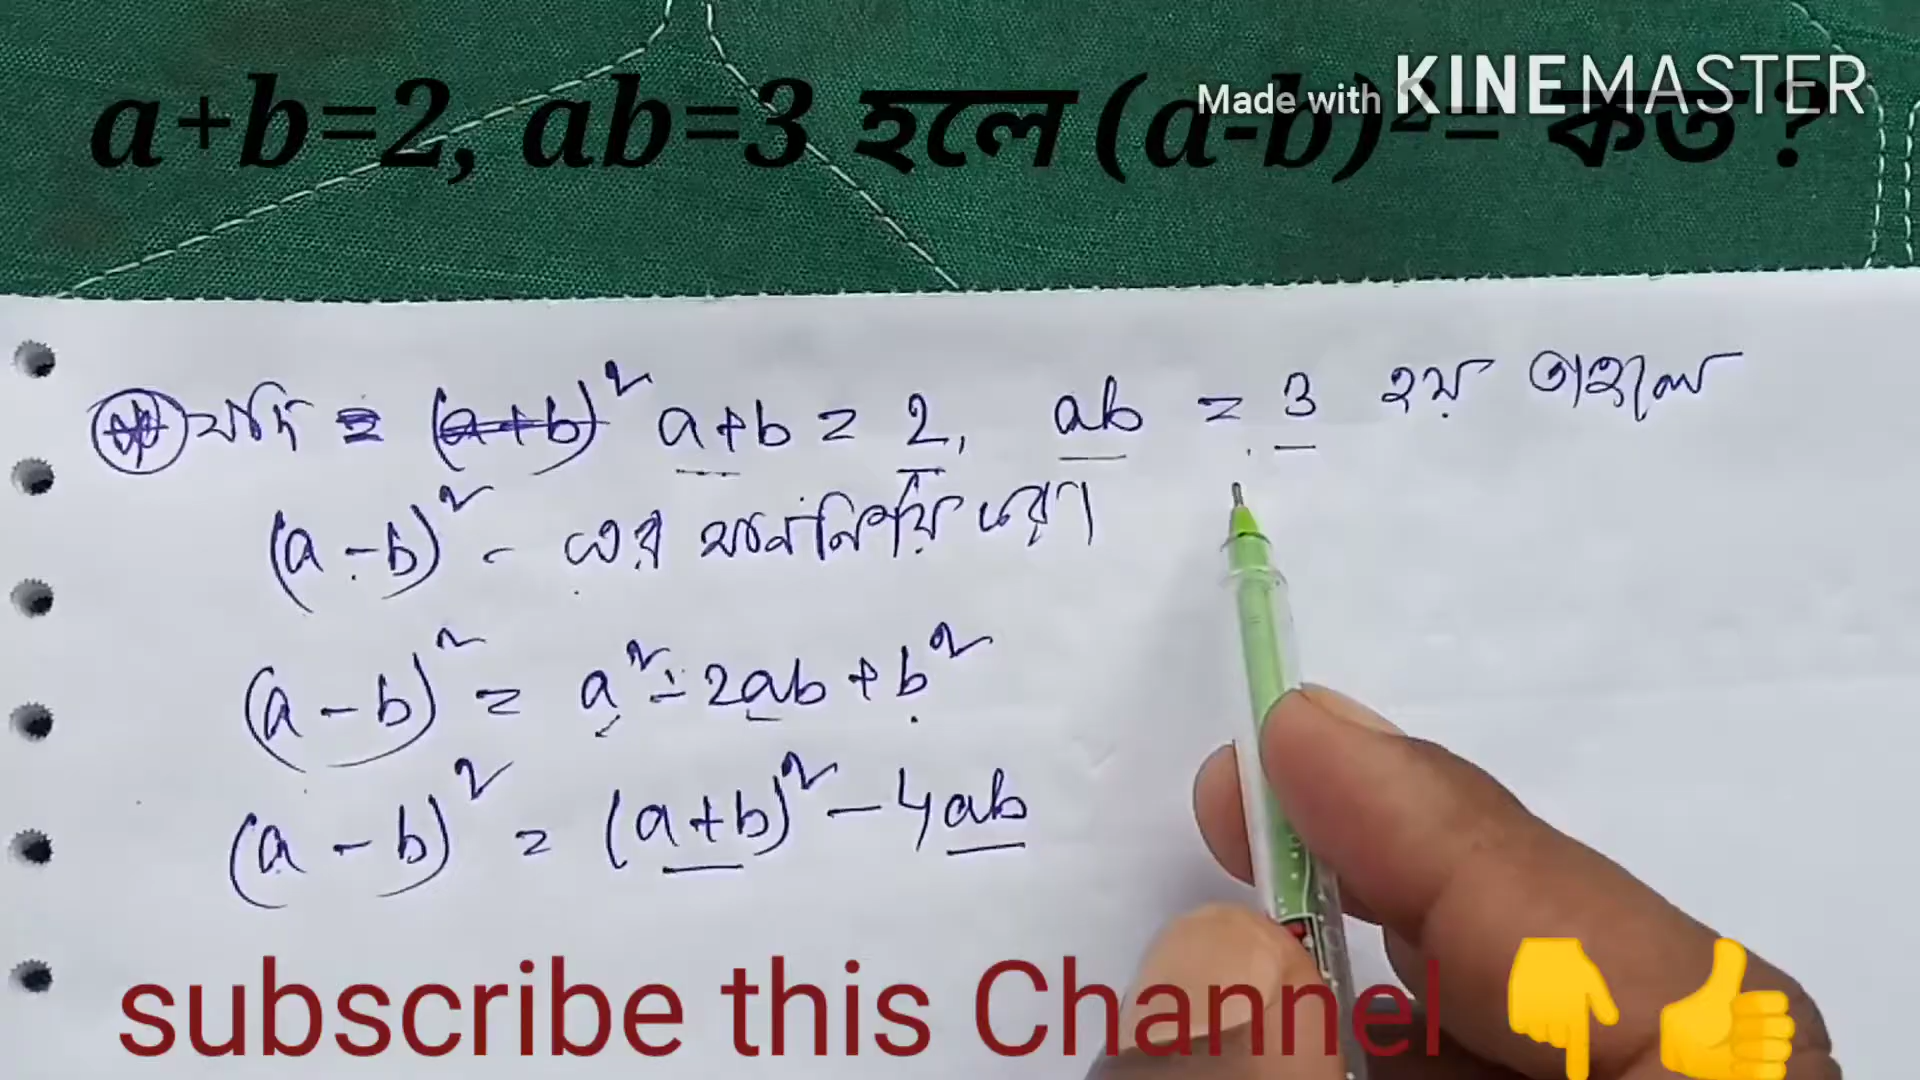 a+b=2, ab=3 হলে (a-b)²= কত ?
Made with KINEMASTER
যদি = (a+b)² a+b = 2, ab = 3 হয় তাহলে
(a-b)² - এর মান নির্ণয় করো।
(a-b)² = a² - 2ab + b²
(a-b)² = (a+b)² - 4ab
subscribe this Channel 👇👍